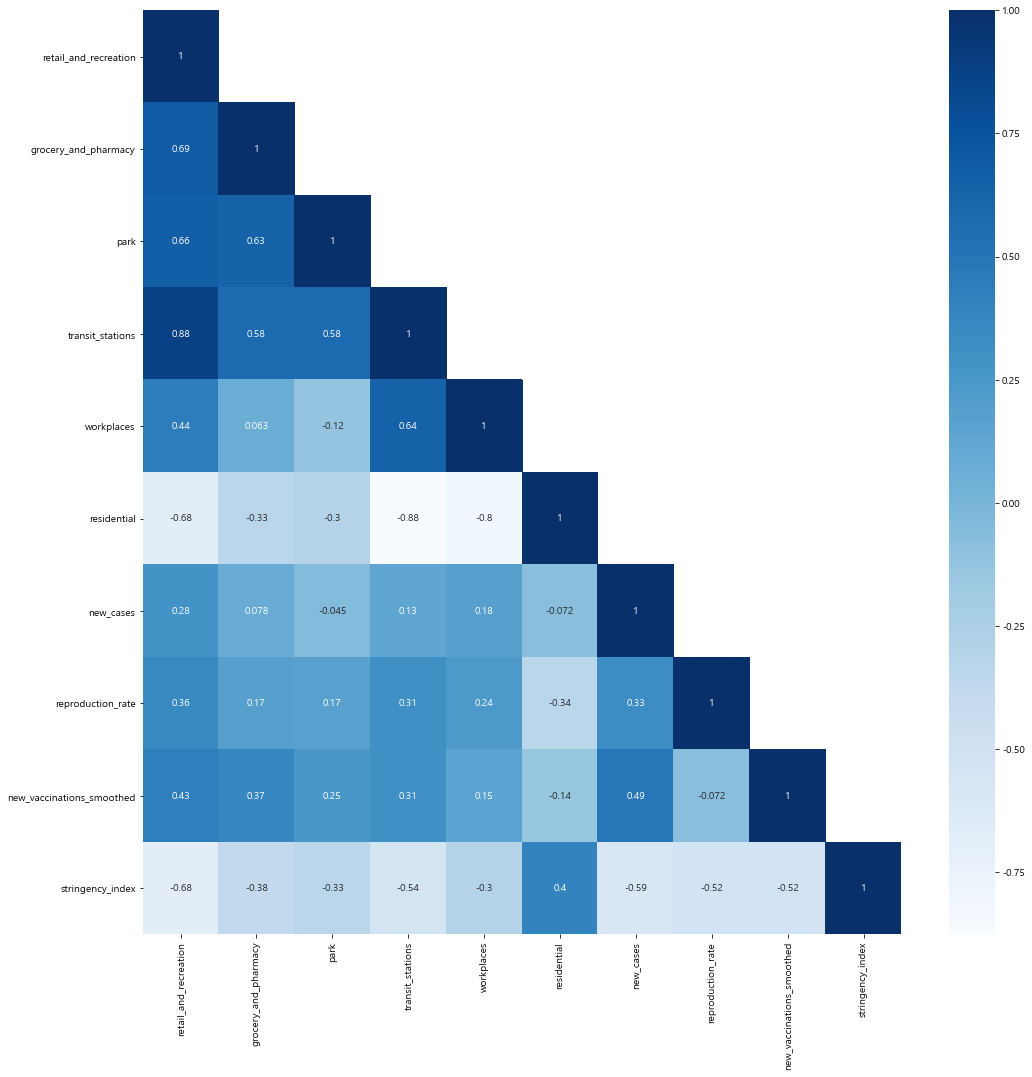 retail_and_recreation 1
grocery_and_pharmacy 0.69 1
park 0.66 0.63 1
transit_stations 0.88 0.58 0.58 1
workplaces 0.44 0.063 -0.12 0.64 1
residential -0.68 -0.33 -0.3 -0.88 -0.8 1
new_cases 0.28 0.078 -0.045 0.13 0.18 -0.072 1
reproduction_rate 0.36 0.17 0.17 0.31 0.24 -0.34 0.33 1
new_vaccinations_smoothed 0.43 0.37 0.25 0.31 0.15 -0.14 0.49 -0.072 1
stringency_index -0.68 -0.38 -0.33 -0.54 -0.3 0.4 -0.59 -0.52 -0.52 1
retail_and_recreation
grocery_and_pharmacy
park
transit_stations
workplaces
residential
new_cases
reproduction_rate
new_vaccinations_smoothed
stringency_index
1.00
0.75
0.50
0.25
0.00
-0.25
-0.50
-0.75